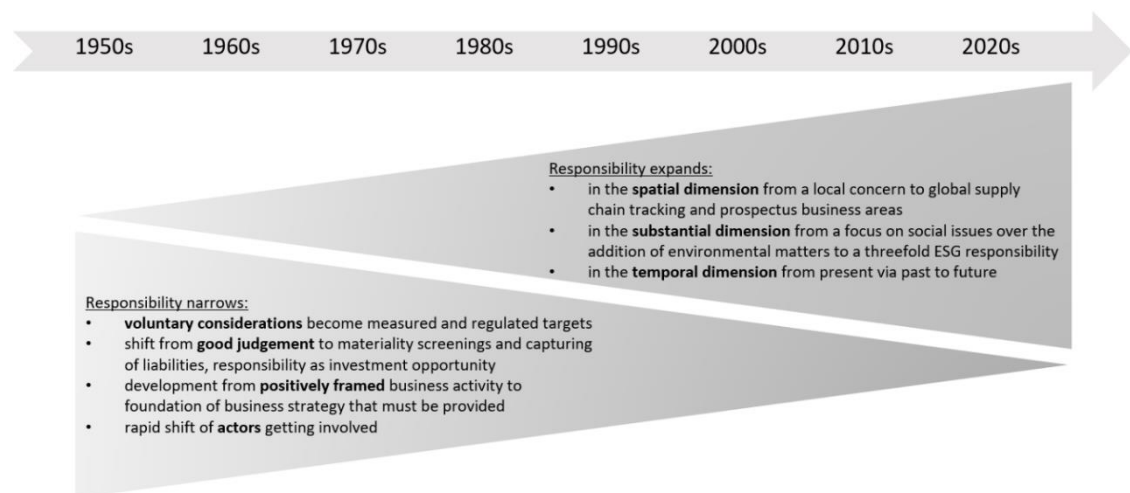 1950s 1960s 1970s 1980s 1990s 2000s 2010s 2020s
Responsibility expands:
• in the spatial dimension from a local concern to global supply
chain tracking and prospectus business areas
• in the substantial dimension from a focus on social issues over the
addition of environmental matters to a threefold ESG responsibility
• in the temporal dimension from present via past to future
Responsibility narrows:
• voluntary considerations become measured and regulated targets
• shift from good judgement to materiality screenings and capturing
of liabilities, responsibility as investment opportunity
• development from positively framed business activity to
foundation of business strategy that must be provided
• rapid shift of actors getting involved